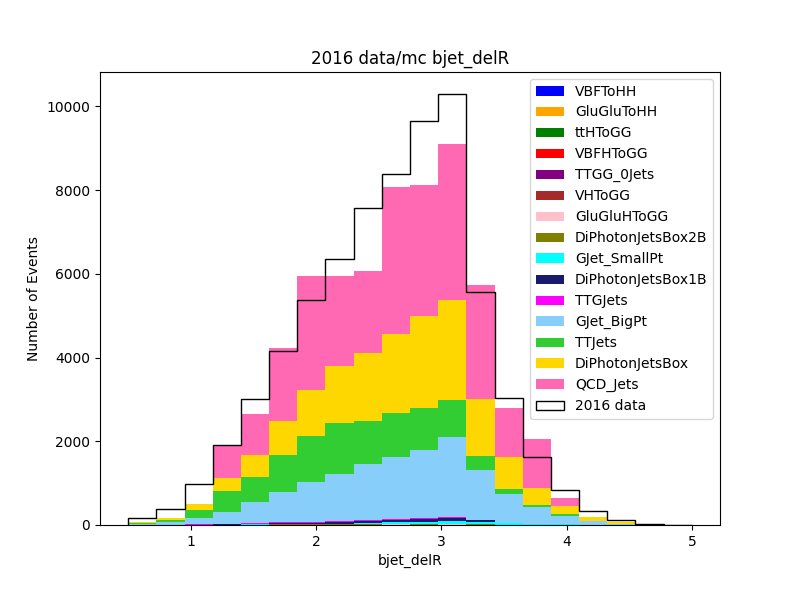 2016 data/mc bjet_delR
10000
8000
6000
4000
2000
0
Number of Events
1
2
3
4
5
bjet_delR
VBFToHH
GluGluToHH
ttHToGG
VBFHToGG
TTGG_0Jets
VHToGG
GluGluHToGG
DiPhotonJetsBox2B
GJet_SmallPt
DiPhotonJetsBox1B
TTGJets
GJet_BigPt
TTJets
DiPhotonJetsBox
QCD_Jets
2016 data